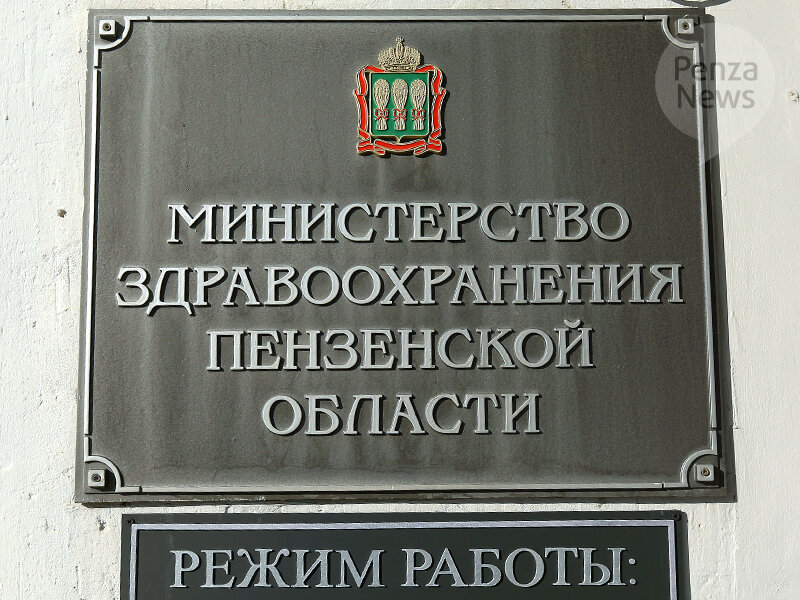 Penza
News
МИНИСТЕРСТВО
ЗДРАВООХРАНЕНИЯ
ПЕНЗЕНСКОЙ
ОБЛАСТИ
РЕЖИМ РАБОТЫ: